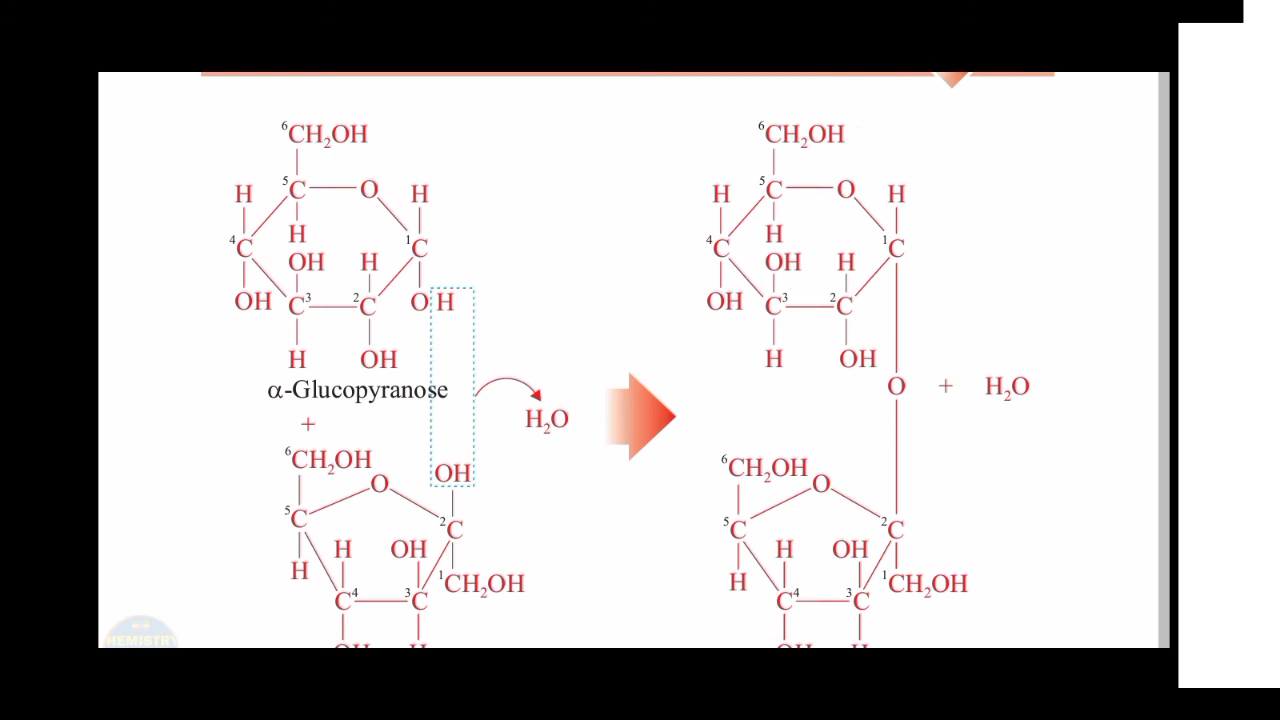 ⁶CH₂OH ⁶CH₂OH
H ⁵C O H H ⁵C O H
⁴C H ¹C ⁴C H ¹C
OH H OH H
OH C³ ²C OH OH C³ ²C
H OH H OH
α-Glucopyranose
O + H₂O
+ H₂O
⁶CH₂OH O OH ⁶CH₂OH O
⁵C ²C ⁵C ²C
H H OH H H OH
¹CH₂OH ¹CH₂OH
C⁴ ³C C⁴ ³C
HEMISTRY